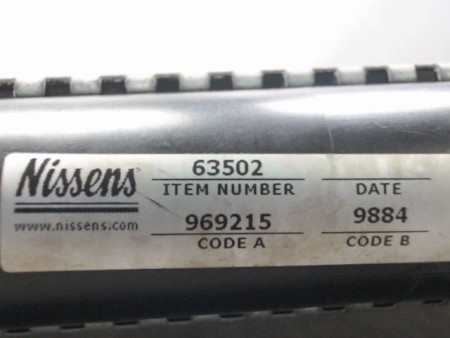 Nissens
www.nissens.com
63502
ITEM NUMBER DATE
969215 9884
CODE A CODE B